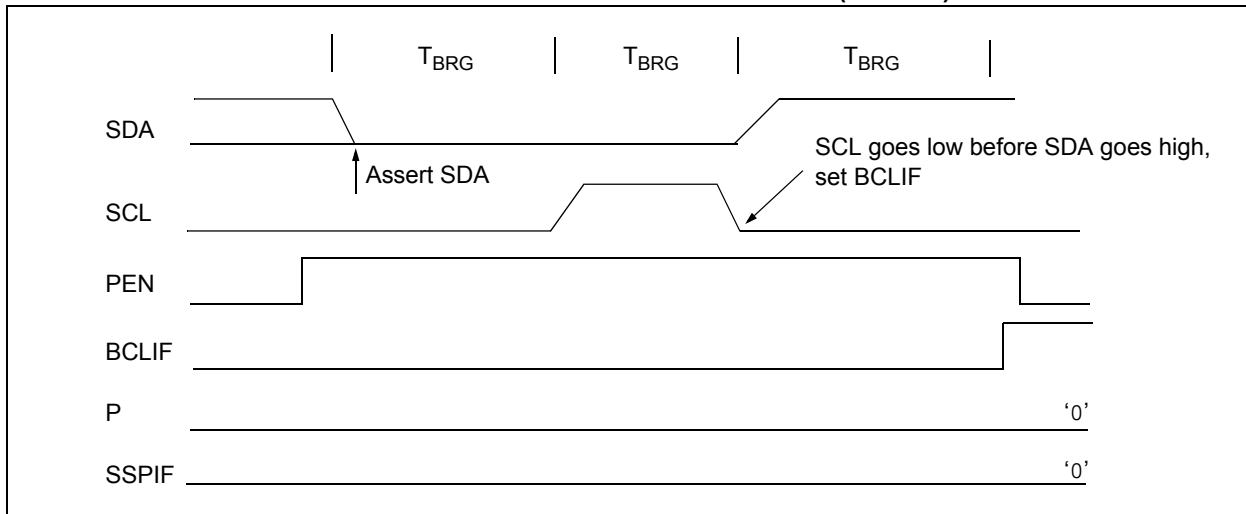 T_BRG T_BRG T_BRG
SDA
SCL goes low before SDA goes high,
set BCLIF
Assert SDA
SCL
PEN
BCLIF
P ‘0’
SSPIF ‘0’